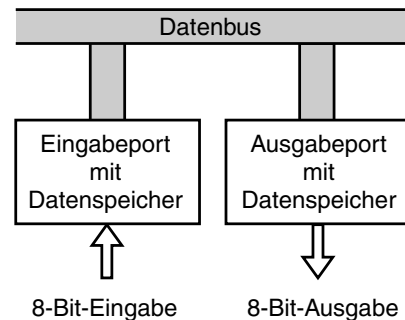 Datenbus
Eingabeport
mit
Datenspeicher
Ausgabeport
mit
Datenspeicher
8-Bit-Eingabe
8-Bit-Ausgabe